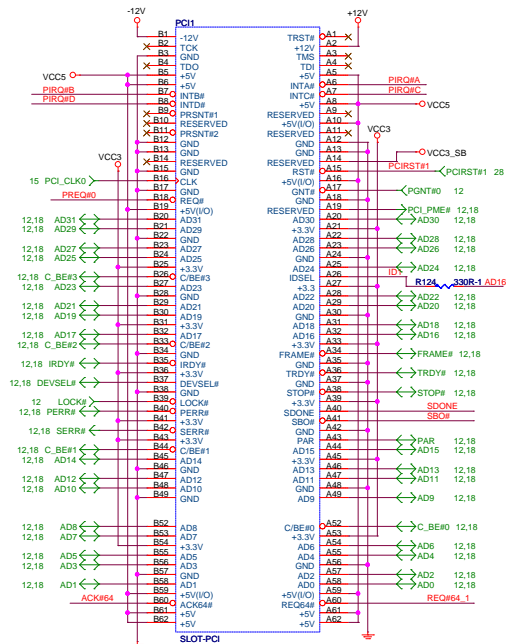 -12V +12V
PCI1
B1 -12V TRST# A1
B2 TCK +12V A2
B3 GND TMS A3
B4 TDO TDI A4
VCC5 B5 +5V +5V A5
B6 +5V INTA# A6 PIRQ#A
PIRQ#B B7 INTB# INTC# A7 PIRQ#C
PIRQ#D B8 INTD# +5V A8 VCC5
B9 PRSNT#1 RESERVED A9
B10 RESERVED +5V(I/O) A10
B11 PRSNT#2 RESERVED A11
VCC3
B12 GND GND A12
B13 GND GND A13
VCC3 B14 RESERVED RESERVED A14 VCC3_SB
B15 GND RST# A15 PCIRST#1 PCIRST#1 28
15 PCI_CLK0 B16 CLK +5V(I/O) A16
B17 GND GNT# A17 PGNT#0 12
PREQ#0 B18 REQ# GND A18
B19 +5V(I/O) RESERVED A19 PCI_PME# 12,18
12,18 AD31 B20 AD31 AD30 A20 AD30 12,18
12,18 AD29 B21 AD29 +3.3V A21
B22 GND AD28 A22 AD28 12,18
12,18 AD27 B23 AD27 AD26 A23 AD26 12,18
12,18 AD25 B24 AD25 GND A24
B25 +3.3V AD24 A25 AD24 12,18
12,18 C_BE#3 B26 C/BE#3 IDSEL A26 ID1
12,18 AD23 B27 AD23 +3.3 A27 R124 330R-1 AD16
B28 GND AD22 A28 AD22 12,18
12,18 AD21 B29 AD21 AD20 A29 AD20 12,18
12,18 AD19 B30 AD19 GND A30
B31 +3.3V AD18 A31 AD18 12,18
12,18 AD17 B32 AD17 AD16 A32 AD16 12,18
12,18 C_BE#2 B33 C/BE#2 +3.3V A33
B34 GND FRAME# A34 FRAME# 12,18
12,18 IRDY# B35 IRDY# GND A35
B36 +3.3V TRDY# A36 TRDY# 12,18
12,18 DEVSEL# B37 DEVSEL# GND A37
B38 GND STOP# A38 STOP# 12,18
12 LOCK# B39 LOCK# +3.3V A39
12,18 PERR# B40 PERR# SDONE A40 SDONE
B41 +3.3V SBO# A41 SBO#
12,18 SERR# B42 SERR# GND A42
B43 +3.3V PAR A43 PAR 12,18
12,18 C_BE#1 B44 C/BE#1 AD15 A44 AD15 12,18
12,18 AD14 B45 AD14 +3.3V A45
B46 GND AD13 A46 AD13 12,18
12,18 AD12 B47 AD12 AD11 A47 AD11 12,18
12,18 AD10 B48 AD10 GND A48
B49 GND AD9 A49 AD9 12,18
12,18 AD8 B52 AD8 C/BE#0 A52 C_BE#0 12,18
12,18 AD7 B53 AD7 +3.3V A53
B54 +3.3V AD6 A54 AD6 12,18
12,18 AD5 B55 AD5 AD4 A55 AD4 12,18
12,18 AD3 B56 AD3 GND A56
B57 GND AD2 A57 AD2 12,18
12,18 AD1 B58 AD1 AD0 A58 AD0 12,18
B59 +5V(I/O) +5V(I/O) A59
ACK#64 B60 ACK64# REQ64# A60 REQ#64_1
B61 +5V +5V A61
B62 +5V +5V A62
SLOT-PCI